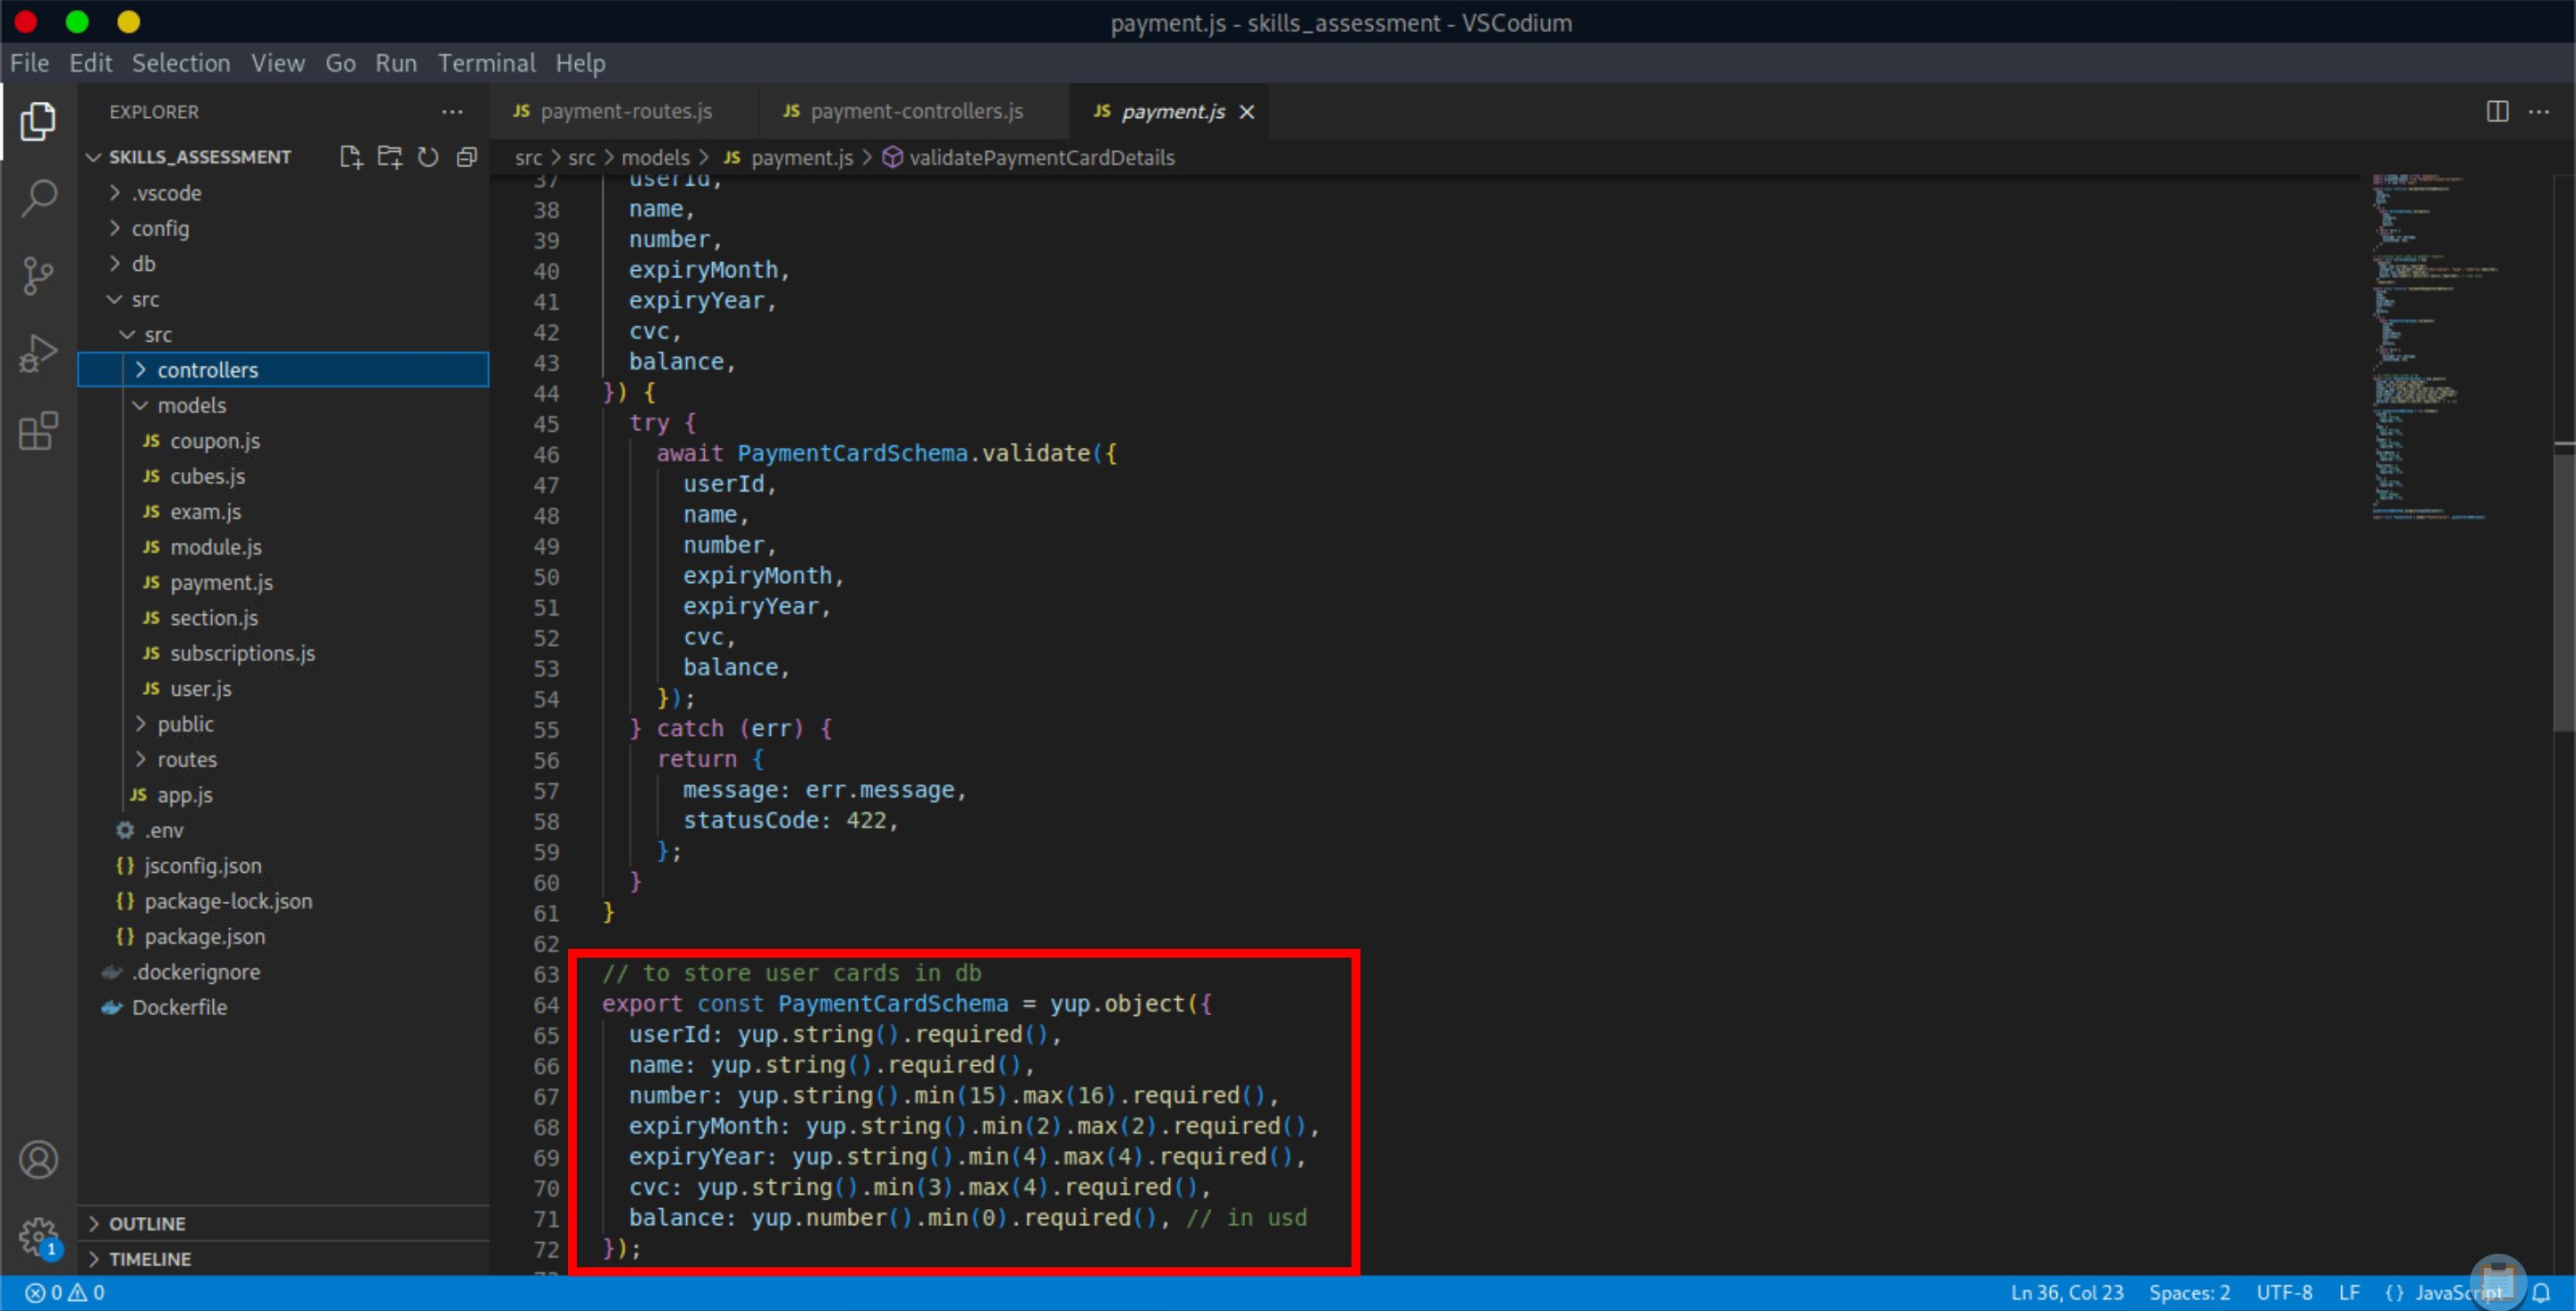 payment.js - skills_assessment - VSCodium
File Edit Selection View Go Run Terminal Help
EXPLORER
SKILLS_ASSESSMENT
.vscode
config
db
src
src
controllers
models
JS coupon.js
JS cubes.js
JS exam.js
JS module.js
JS payment.js
JS section.js
JS subscriptions.js
JS user.js
public
routes
JS app.js
.env
{} jsconfig.json
{} package-lock.json
{} package.json
.dockerignore
Dockerfile
OUTLINE
TIMELINE
1
JS payment-routes.js JS payment-controllers.js JS payment.js
src > src > models > JS payment.js > validatePaymentCardDetails
37 userId,
38 name,
39 number,
40 expiryMonth,
41 expiryYear,
42 cvc,
43 balance,
44 }) {
45 try {
46 await PaymentCardSchema.validate({
47 userId,
48 name,
49 number,
50 expiryMonth,
51 expiryYear,
52 cvc,
53 balance,
54 });
55 } catch (err) {
56 return {
57 message: err.message,
58 statusCode: 422,
59 };
60 }
61 }
62
63 // to store user cards in db
64 export const PaymentCardSchema = yup.object({
65 userId: yup.string().required(),
66 name: yup.string().required(),
67 number: yup.string().min(15).max(16).required(),
68 expiryMonth: yup.string().min(2).max(2).required(),
69 expiryYear: yup.string().min(4).max(4).required(),
70 cvc: yup.string().min(3).max(4).required(),
71 balance: yup.number().min(0).required(), // in usd
72 });
0 0 Ln 36, Col 23 Spaces: 2 UTF-8 LF {} JavaScript